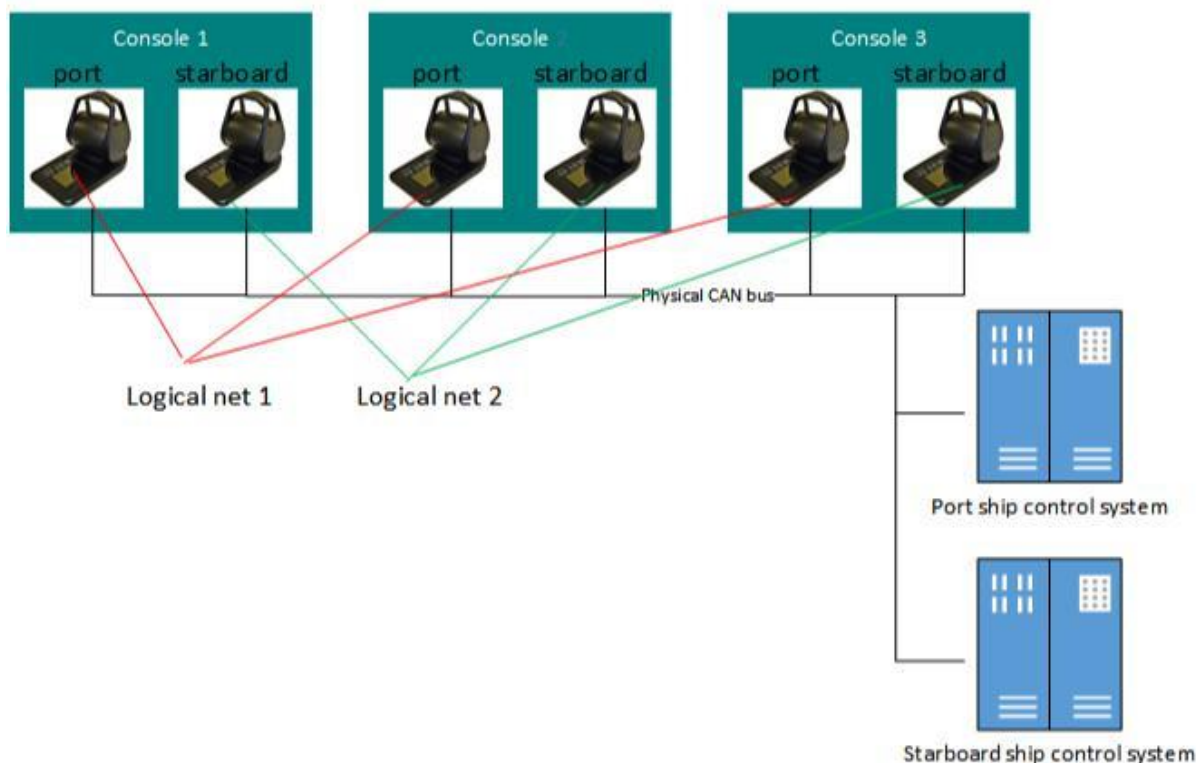 Console 1
port starboard
Console
port starboard
Console 3
port starboard
Physical CAN bus
Logical net 1
Logical net 2
Port ship control system
Starboard ship control system